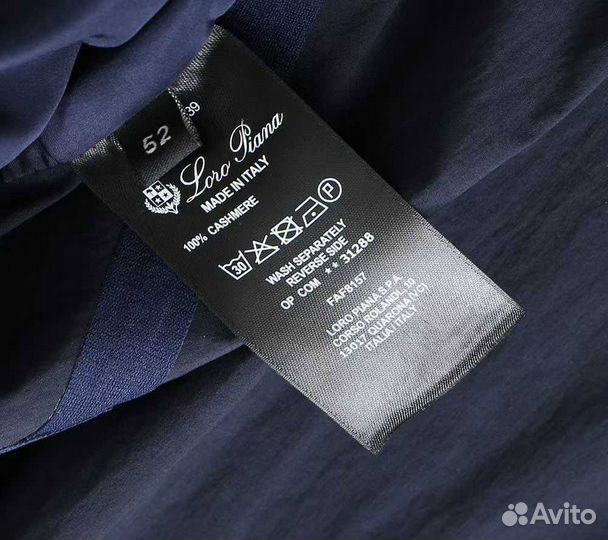 39
52
Loro Piana
MADE IN ITALY
100% CASHMERE
30 P
WASH SEPARATELY
REVERSE SIDE
OP COM ** 31288
FAF8157
LORO PIANA S.P.A.
CORSO ROLANDI, 10
13017 QUARONA (VC)
ITALIA / ITALY
Avito